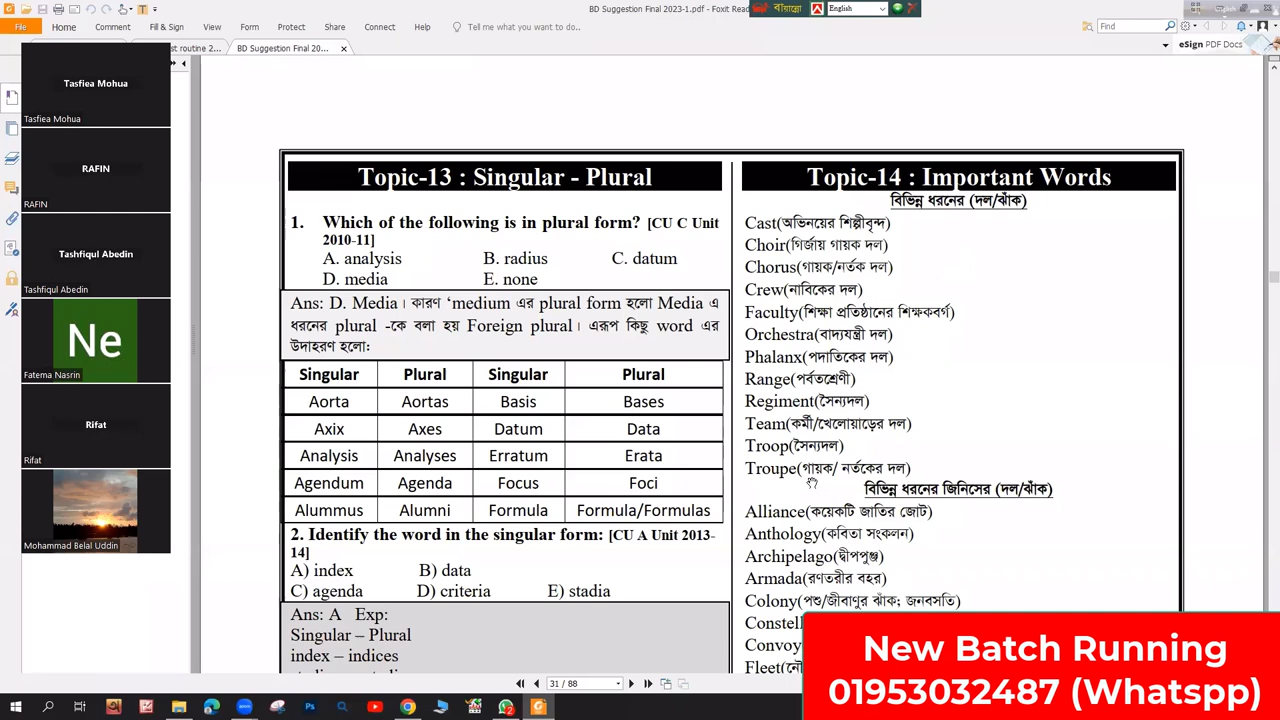 BD Suggestion Final 2023-1.pdf - Foxit Read
বায়ান্নো English
File Home Comment Fill & Sign View Form Protect Share Connect Help Tell me what you want to do... Find
st routine 2... BD Suggestion Final 20... eSign PDF Docs
Tasfiea Mohua
Tasfiea Mohua
RAFIN
RAFIN
Tashfiqul Abedin
Tashfiqul Abedin
Ne
Fatema Nasrin
Rifat
Rifat
Mohammad Belal Uddin
Topic-13 : Singular - Plural
1. Which of the following is in plural form? [CU C Unit
2010-11]
A. analysis B. radius C. datum
D. media E. none
Ans: D. Media। কারণ ‘medium এর plural form হলো Media এ
ধরনের plural -কে বলা হয় Foreign plural। এরূপ কিছু word এর
উদাহরণ হলো:
Singular Plural Singular Plural
Aorta Aortas Basis Bases
Axix Axes Datum Data
Analysis Analyses Erratum Erata
Agendum Agenda Focus Foci
Alummus Alumni Formula Formula/Formulas
2. Identify the word in the singular form: [CU A Unit 2013-
14]
A) index B) data
C) agenda D) criteria E) stadia
Ans: A Exp:
Singular – Plural
index – indices
Topic-14 : Important Words
বিভিন্ন ধরনের (দল/ঝাঁক)
Cast(অভিনয়ের শিল্পীবৃন্দ)
Choir(গির্জায় গায়ক দল)
Chorus(গায়ক/নর্তক দল)
Crew(নাবিকের দল)
Faculty(শিক্ষা প্রতিষ্ঠানের শিক্ষকবর্গ)
Orchestra(বাদ্যযন্ত্রী দল)
Phalanx(পদাতিকের দল)
Range(পর্বতশ্রেণী)
Regiment(সৈন্যদল)
Team(কর্মী/খেলোয়াড়ের দল)
Troop(সৈন্যদল)
Troupe(গায়ক/ নর্তকের দল)
বিভিন্ন ধরনের জিনিসের (দল/ঝাঁক)
Alliance(কয়েকটি জাতির জোট)
Anthology(কবিতা সংকলন)
Archipelago(দ্বীপপুঞ্জ)
Armada(রণতরীর বহর)
Colony(পশু/জীবাণুর ঝাঁক; জনবসতি)
Constell
Convoy
Fleet(নৌ
New Batch Running
01953032487 (Whatspp)
31 / 88